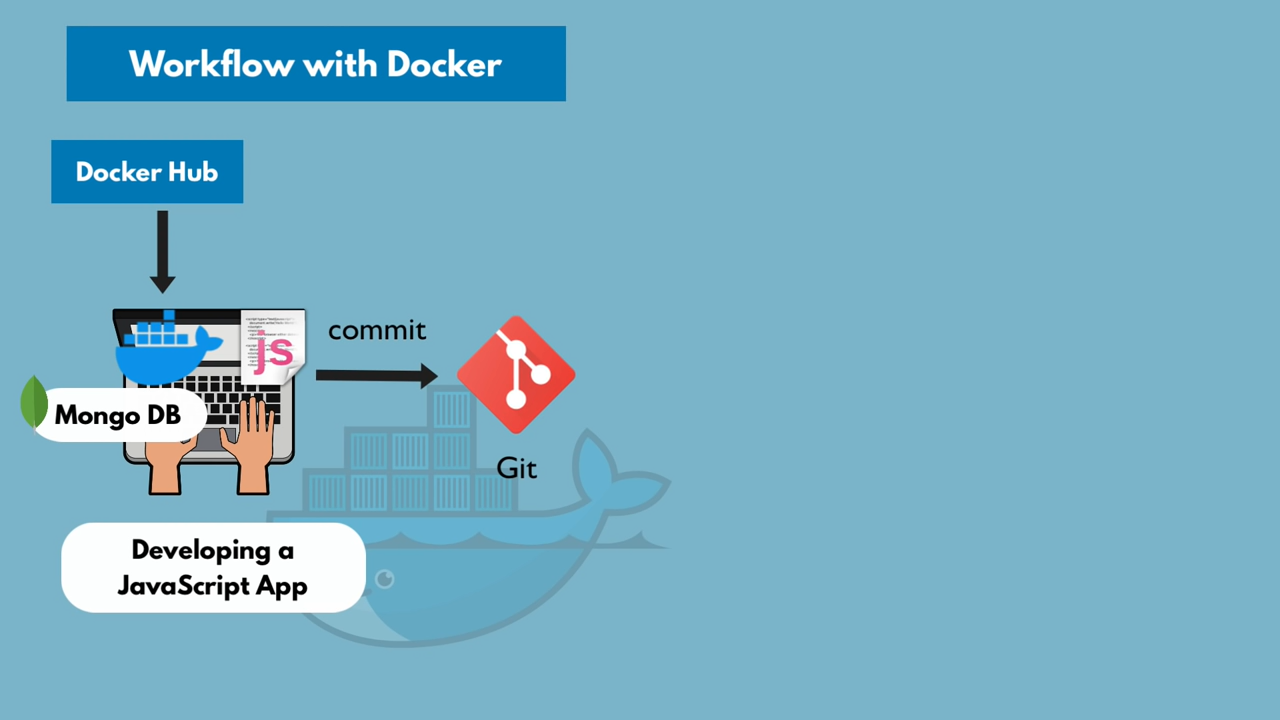 Workflow with Docker
Docker Hub
commit
js
Mongo DB
Git
Developing a
JavaScript App